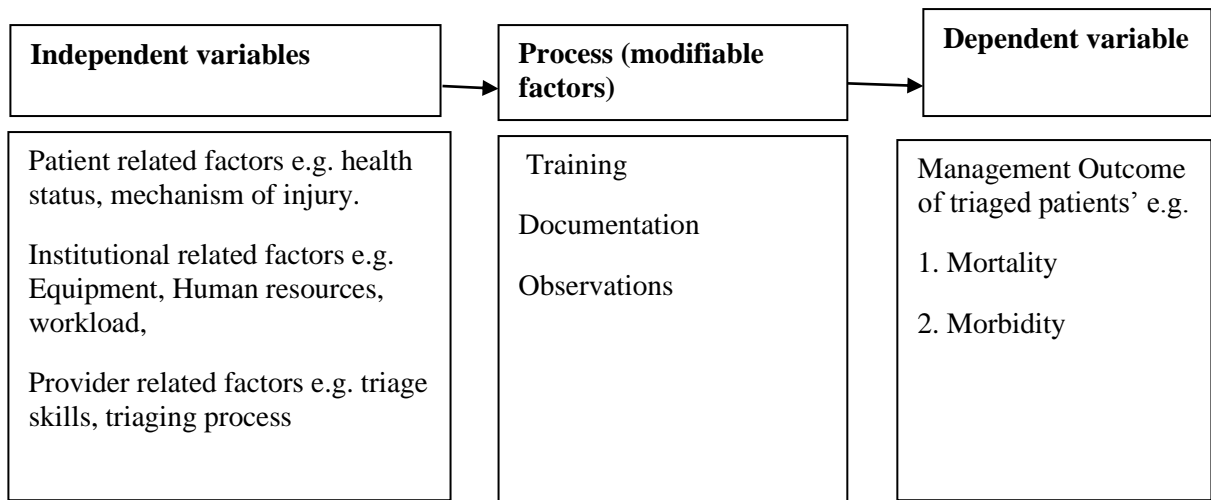 Independent variables
Patient related factors e.g. health
status, mechanism of injury.
Institutional related factors e.g.
Equipment, Human resources,
workload,
Provider related factors e.g. triage
skills, triaging process
Process (modifiable
factors)
Training
Documentation
Observations
Dependent variable
Management Outcome
of triaged patients’ e.g.
1. Mortality
2. Morbidity